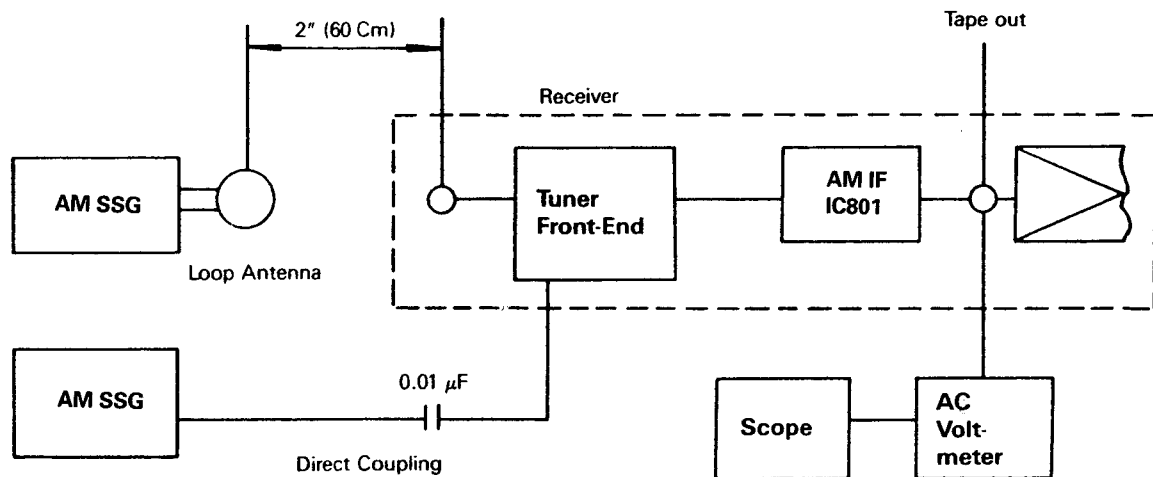 Tape out
2″ (60 Cm)
Receiver
AM SSG
Tuner
Front-End
AM IF
IC801
Loop Antenna
AM SSG
0.01 μF
Direct Coupling
Scope
AC
Volt-
meter